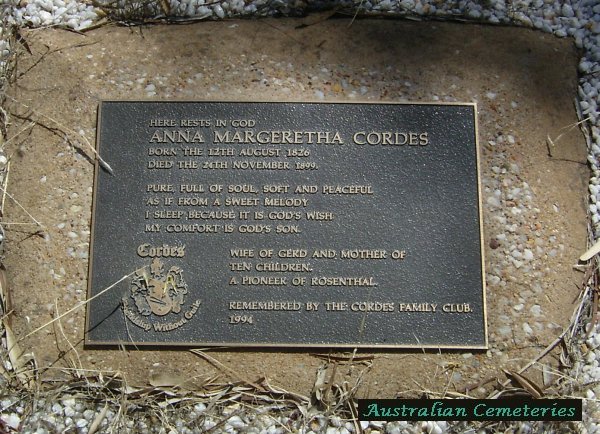 HERE RESTS IN GOD
ANNA MARGERETHA CORDES
BORN THE 12TH AUGUST 1826
DIED THE 24TH NOVEMBER 1899.
PURE, FULL OF SOUL, SOFT AND PEACEFUL
AS IF FROM A SWEET MELODY
I SLEEP BECAUSE IT IS GOD'S WISH
MY COMFORT IS GOD'S SON.
Cordes
Without Guile
WIFE OF GERD AND MOTHER OF
TEN CHILDREN.
A PIONEER OF ROSENTHAL.
REMEMBERED BY THE CORDES FAMILY CLUB.
1994
Australian Cemeteries